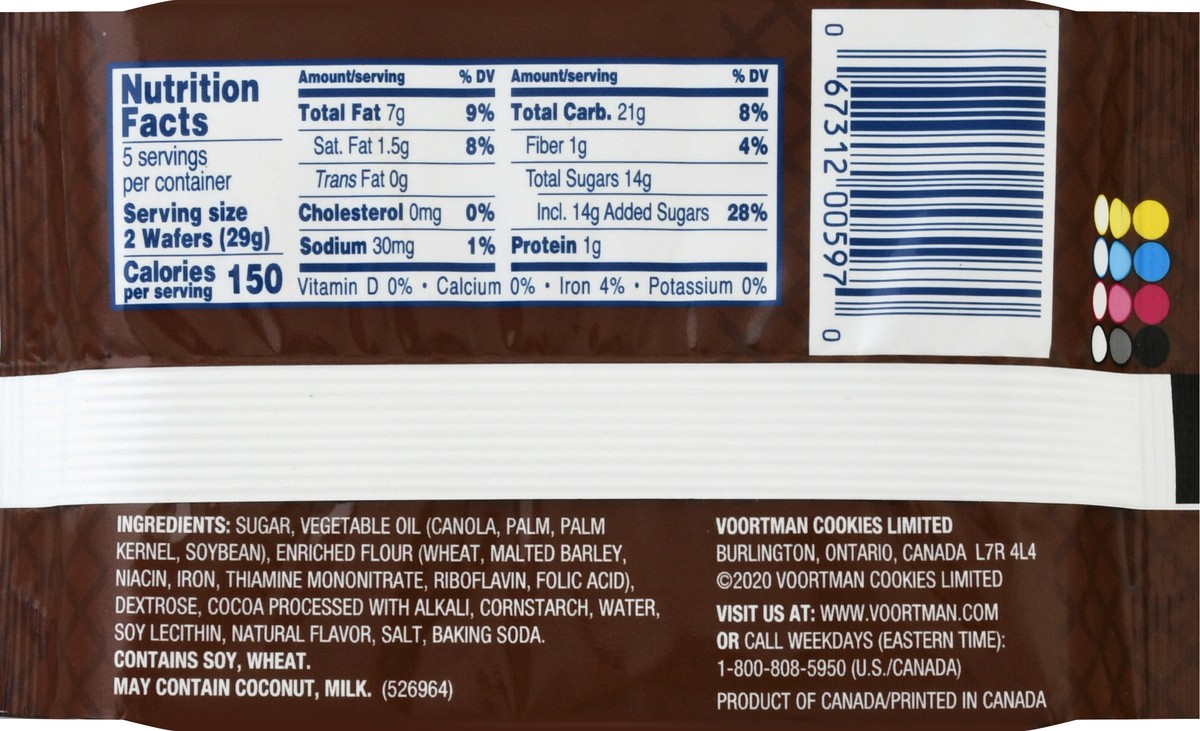 Nutrition
Facts
5 servings
per container
Serving size
2 Wafers (29g)
Calories 150
per serving
Amount/serving % DV
Total Fat 7g 9%
Sat. Fat 1.5g 8%
Trans Fat 0g
Cholesterol 0mg 0%
Sodium 30mg 1%
Amount/serving % DV
Total Carb. 21g 8%
Fiber 1g 4%
Total Sugars 14g
Incl. 14g Added Sugars 28%
Protein 1g
Vitamin D 0% • Calcium 0% • Iron 4% • Potassium 0%
0 67312 00597 0
INGREDIENTS: SUGAR, VEGETABLE OIL (CANOLA, PALM, PALM
KERNEL, SOYBEAN), ENRICHED FLOUR (WHEAT, MALTED BARLEY,
NIACIN, IRON, THIAMINE MONONITRATE, RIBOFLAVIN, FOLIC ACID),
DEXTROSE, COCOA PROCESSED WITH ALKALI, CORNSTARCH, WATER,
SOY LECITHIN, NATURAL FLAVOR, SALT, BAKING SODA.
CONTAINS SOY, WHEAT.
MAY CONTAIN COCONUT, MILK. (526964)
VOORTMAN COOKIES LIMITED
BURLINGTON, ONTARIO, CANADA L7R 4L4
©2020 VOORTMAN COOKIES LIMITED
VISIT US AT: WWW.VOORTMAN.COM
OR CALL WEEKDAYS (EASTERN TIME):
1-800-808-5950 (U.S./CANADA)
PRODUCT OF CANADA/PRINTED IN CANADA